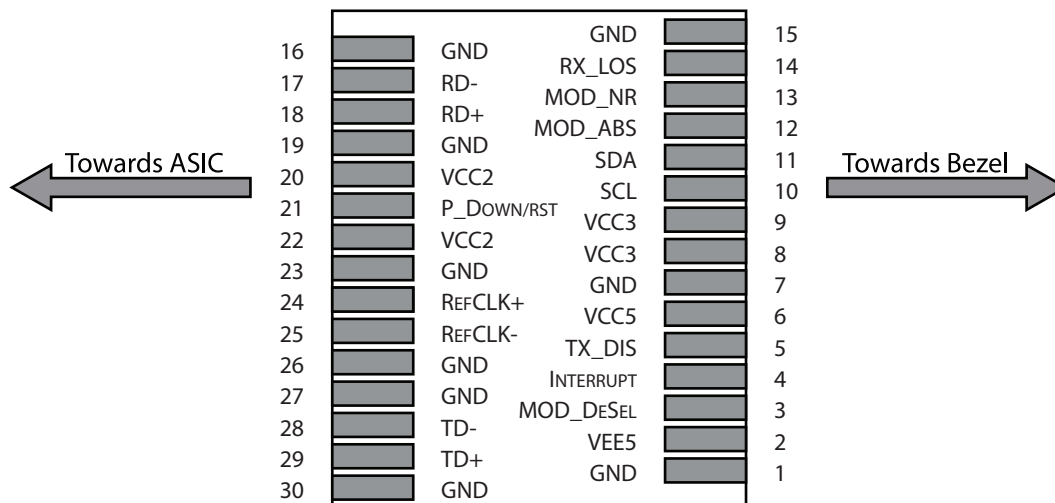 GND 15
16 GND
RX_LOS 14
17 RD-
MOD_NR 13
18 RD+
MOD_ABS 12
19 GND
Towards ASIC
SDA 11
Towards Bezel
20 VCC2
SCL 10
21 P_DOWN/RST
VCC3 9
22 VCC2
VCC3 8
23 GND
GND 7
24 REFCLK+
VCC5 6
25 REFCLK-
TX_DIS 5
26 GND
INTERRUPT 4
27 GND
MOD_DESEL 3
28 TD-
VEE5 2
29 TD+
GND 1
30 GND